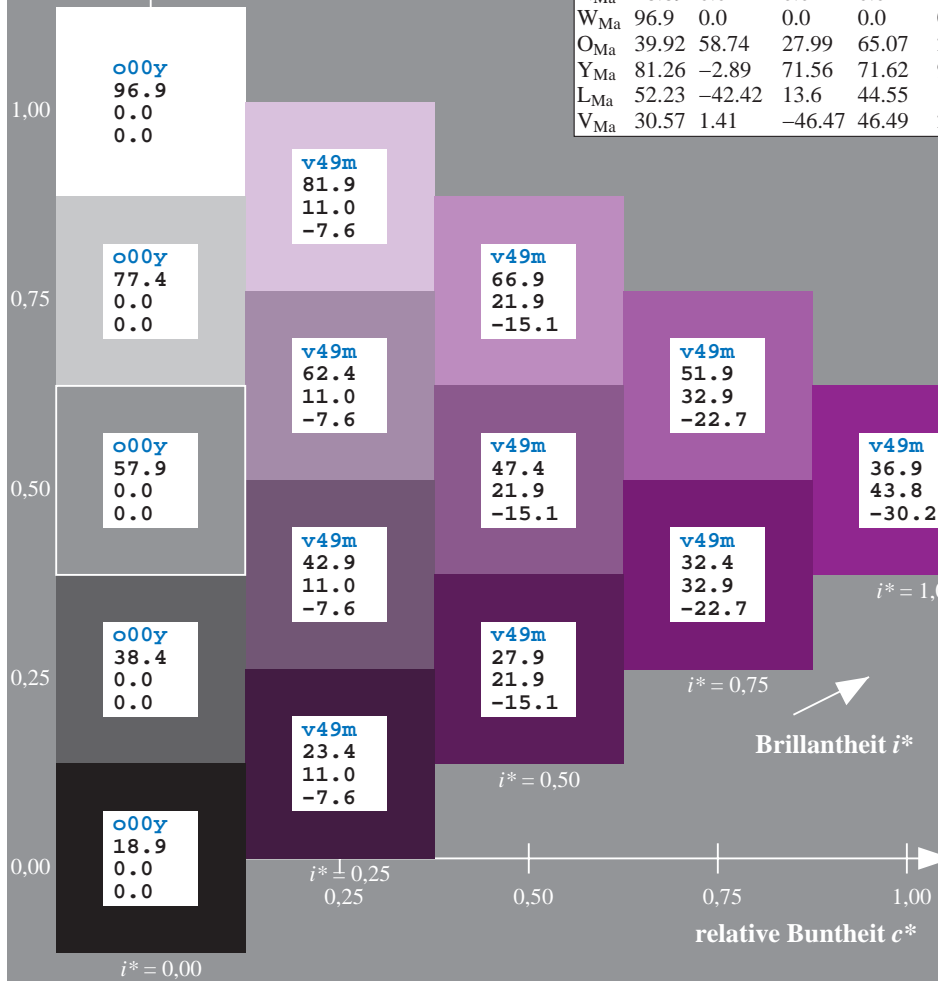 W_Ma 96.9 0.0 0.0 0.0
O_Ma 39.92 58.74 27.99 65.07
Y_Ma 81.26 −2.89 71.56 71.62
L_Ma 52.23 −42.42 13.6 44.55
V_Ma 30.57 1.41 −46.47 46.49
1,00
o00y
96.9
0.0
0.0
v49m
81.9
11.0
−7.6
0,75
o00y
77.4
0.0
0.0
v49m
66.9
21.9
−15.1
v49m
62.4
11.0
−7.6
v49m
51.9
32.9
−22.7
0,50
o00y
57.9
0.0
0.0
v49m
47.4
21.9
−15.1
v49m
36.9
43.8
−30.2
i* = 1,0
v49m
42.9
11.0
−7.6
v49m
32.4
32.9
−22.7
i* = 0,75
0,25
o00y
38.4
0.0
0.0
v49m
27.9
21.9
−15.1
i* = 0,50
Brillantheit i*
v49m
23.4
11.0
−7.6
i* = 0,25
0,00
o00y
18.9
0.0
0.0
i* = 0,00
0,25 0,50 0,75 1,00
relative Buntheit c*